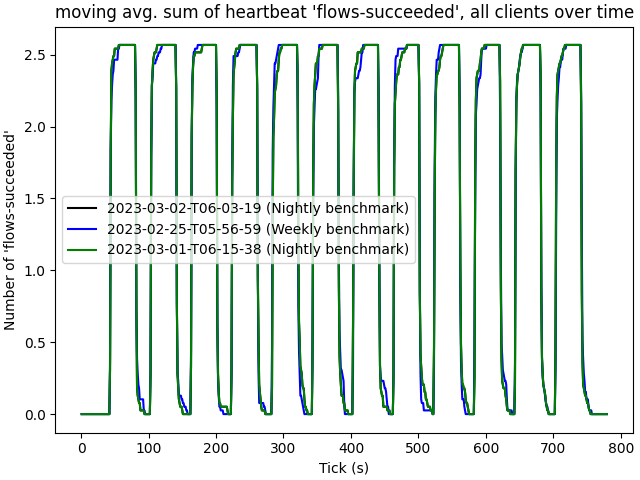 moving avg. sum of heartbeat 'flows-succeeded', all clients over time
Number of 'flows-succeeded'
2.5
2.0
1.5
1.0
0.5
0.0
2023-03-02-T06-03-19 (Nightly benchmark)
2023-02-25-T05-56-59 (Weekly benchmark)
2023-03-01-T06-15-38 (Nightly benchmark)
0 100 200 300 400 500 600 700 800
Tick (s)